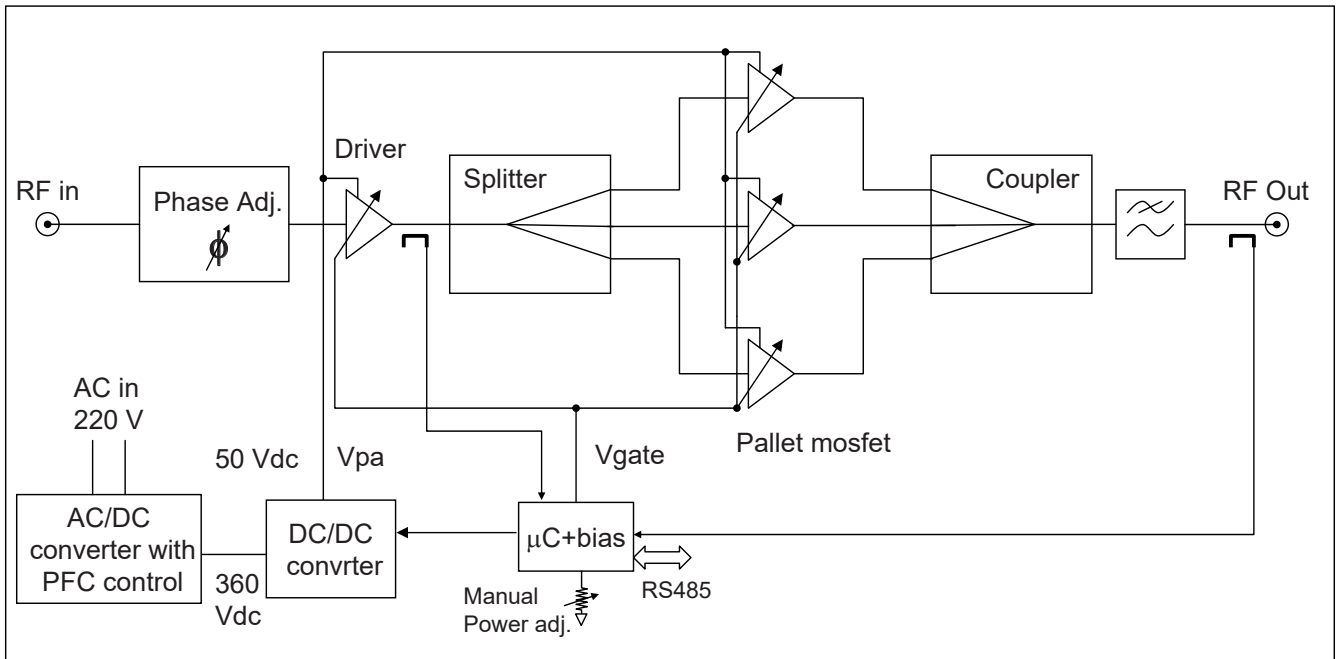 Driver
RF in
Phase Adj.
ϕ
Splitter
Coupler
RF Out
AC in
220 V
50 Vdc
Vpa
Vgate
Pallet mosfet
AC/DC
converter with
PFC control
360
Vdc
DC/DC
convrter
μC+bias
RS485
Manual
Power adj.